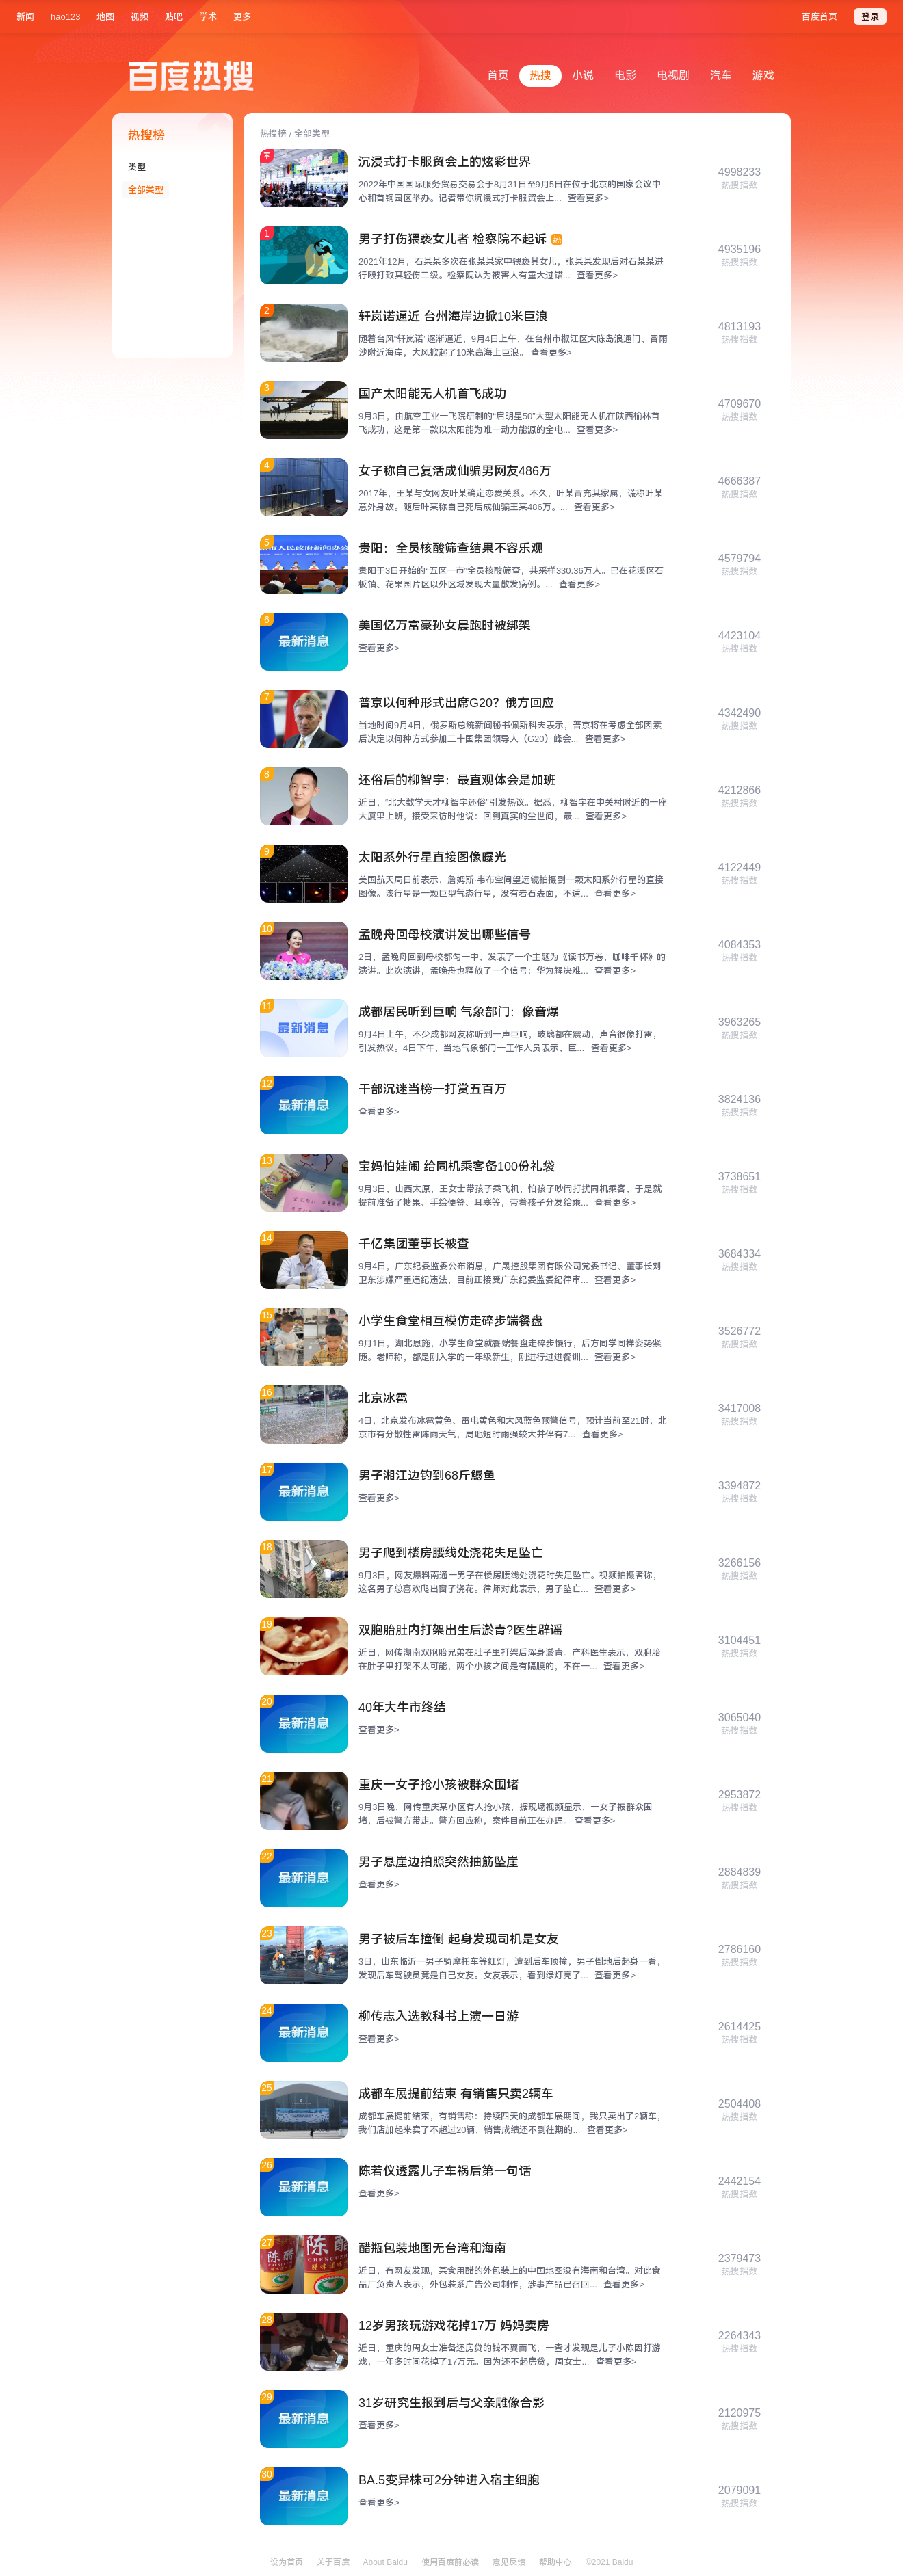 新闻 hao123 地图 视频 贴吧 学术 更多 百度首页 登录
百度热搜
首页 热搜 小说 电影 电视剧 汽车 游戏
热搜榜
类型
全部类型
热搜榜 / 全部类型
沉浸式打卡服贸会上的炫彩世界
2022年中国国际服务贸易交易会于8月31日至9月5日在位于北京的国家会议中
心和首钢园区举办。记者带你沉浸式打卡服贸会上... 查看更多>
4998233
热搜指数
1
男子打伤猥亵女儿者 检察院不起诉 热
2021年12月，石某某多次在张某某家中猥亵其女儿，张某某发现后对石某某进
行殴打致其轻伤二级。检察院认为被害人有重大过错... 查看更多>
4935196
热搜指数
2
轩岚诺逼近 台州海岸边掀10米巨浪
随着台风“轩岚诺”逐渐逼近，9月4日上午，在台州市椒江区大陈岛浪通门、冒雨
沙附近海岸，大风掀起了10米高海上巨浪。 查看更多>
4813193
热搜指数
3
国产太阳能无人机首飞成功
9月3日，由航空工业一飞院研制的“启明星50”大型太阳能无人机在陕西榆林首
飞成功，这是第一款以太阳能为唯一动力能源的全电... 查看更多>
4709670
热搜指数
4
女子称自己复活成仙骗男网友486万
2017年，王某与女网友叶某确定恋爱关系。不久，叶某冒充其家属，谎称叶某
意外身故。随后叶某称自己死后成仙骗王某486万。... 查看更多>
4666387
热搜指数
5
贵阳：全员核酸筛查结果不容乐观
贵阳于3日开始的“五区一市”全员核酸筛查，共采样330.36万人。已在花溪区石
板镇、花果园片区以外区域发现大量散发病例。... 查看更多>
4579794
热搜指数
6
最新消息
美国亿万富豪孙女晨跑时被绑架
查看更多>
4423104
热搜指数
7
普京以何种形式出席G20？俄方回应
当地时间9月4日，俄罗斯总统新闻秘书佩斯科夫表示，普京将在考虑全部因素
后决定以何种方式参加二十国集团领导人（G20）峰会... 查看更多>
4342490
热搜指数
8
还俗后的柳智宇：最直观体会是加班
近日，“北大数学天才柳智宇还俗”引发热议。据悉，柳智宇在中关村附近的一座
大厦里上班，接受采访时他说：回到真实的尘世间，最... 查看更多>
4212866
热搜指数
9
太阳系外行星直接图像曝光
美国航天局日前表示，詹姆斯·韦布空间望远镜拍摄到一颗太阳系外行星的直接
图像。该行星是一颗巨型气态行星，没有岩石表面，不适... 查看更多>
4122449
热搜指数
10
孟晚舟回母校演讲发出哪些信号
2日，孟晚舟回到母校都匀一中，发表了一个主题为《读书万卷，咖啡千杯》的
演讲。此次演讲，孟晚舟也释放了一个信号：华为解决难... 查看更多>
4084353
热搜指数
11
最新消息
成都居民听到巨响 气象部门：像音爆
9月4日上午，不少成都网友称听到一声巨响，玻璃都在震动，声音很像打雷，
引发热议。4日下午，当地气象部门一工作人员表示，巨... 查看更多>
3963265
热搜指数
12
最新消息
干部沉迷当榜一打赏五百万
查看更多>
3824136
热搜指数
13
宝妈怕娃闹 给同机乘客备100份礼袋
9月3日，山西太原，王女士带孩子乘飞机，怕孩子吵闹打扰同机乘客，于是就
提前准备了糖果、手绘便签、耳塞等，带着孩子分发给乘... 查看更多>
3738651
热搜指数
14
千亿集团董事长被查
9月4日，广东纪委监委公布消息，广晟控股集团有限公司党委书记、董事长刘
卫东涉嫌严重违纪违法，目前正接受广东纪委监委纪律审... 查看更多>
3684334
热搜指数
15
小学生食堂相互模仿走碎步端餐盘
9月1日，湖北恩施，小学生食堂就餐端餐盘走碎步慢行，后方同学同样姿势紧
随。老师称，都是刚入学的一年级新生，刚进行过进餐训... 查看更多>
3526772
热搜指数
16
北京冰雹
4日，北京发布冰雹黄色、雷电黄色和大风蓝色预警信号，预计当前至21时，北
京市有分散性雷阵雨天气，局地短时雨强较大并伴有7... 查看更多>
3417008
热搜指数
17
最新消息
男子湘江边钓到68斤鳡鱼
查看更多>
3394872
热搜指数
18
男子爬到楼房腰线处浇花失足坠亡
9月3日，网友爆料南通一男子在楼房腰线处浇花时失足坠亡。视频拍摄者称，
这名男子总喜欢爬出窗子浇花。律师对此表示，男子坠亡... 查看更多>
3266156
热搜指数
19
双胞胎肚内打架出生后淤青?医生辟谣
近日，网传湖南双胞胎兄弟在肚子里打架后浑身淤青。产科医生表示，双胞胎
在肚子里打架不太可能，两个小孩之间是有隔膜的，不在一... 查看更多>
3104451
热搜指数
20
最新消息
40年大牛市终结
查看更多>
3065040
热搜指数
21
重庆一女子抢小孩被群众围堵
9月3日晚，网传重庆某小区有人抢小孩，据现场视频显示，一女子被群众围
堵，后被警方带走。警方回应称，案件目前正在办理。 查看更多>
2953872
热搜指数
22
最新消息
男子悬崖边拍照突然抽筋坠崖
查看更多>
2884839
热搜指数
23
男子被后车撞倒 起身发现司机是女友
3日，山东临沂一男子骑摩托车等红灯，遭到后车顶撞，男子倒地后起身一看，
发现后车驾驶员竟是自己女友。女友表示，看到绿灯亮了... 查看更多>
2786160
热搜指数
24
最新消息
柳传志入选教科书上演一日游
查看更多>
2614425
热搜指数
25
成都车展提前结束 有销售只卖2辆车
成都车展提前结束，有销售称：持续四天的成都车展期间，我只卖出了2辆车，
我们店加起来卖了不超过20辆，销售成绩还不到往期的... 查看更多>
2504408
热搜指数
26
最新消息
陈若仪透露儿子车祸后第一句话
查看更多>
2442154
热搜指数
27
陈醋
醋瓶包装地图无台湾和海南
近日，有网友发现，某食用醋的外包装上的中国地图没有海南和台湾。对此食
品厂负责人表示，外包装系广告公司制作，涉事产品已召回... 查看更多>
2379473
热搜指数
28
12岁男孩玩游戏花掉17万 妈妈卖房
近日，重庆的周女士准备还房贷的钱不翼而飞，一查才发现是儿子小陈因打游
戏，一年多时间花掉了17万元。因为还不起房贷，周女士... 查看更多>
2264343
热搜指数
29
最新消息
31岁研究生报到后与父亲雕像合影
查看更多>
2120975
热搜指数
30
最新消息
BA.5变异株可2分钟进入宿主细胞
查看更多>
2079091
热搜指数
设为首页 关于百度 About Baidu 使用百度前必读 意见反馈 帮助中心 ©2021 Baidu